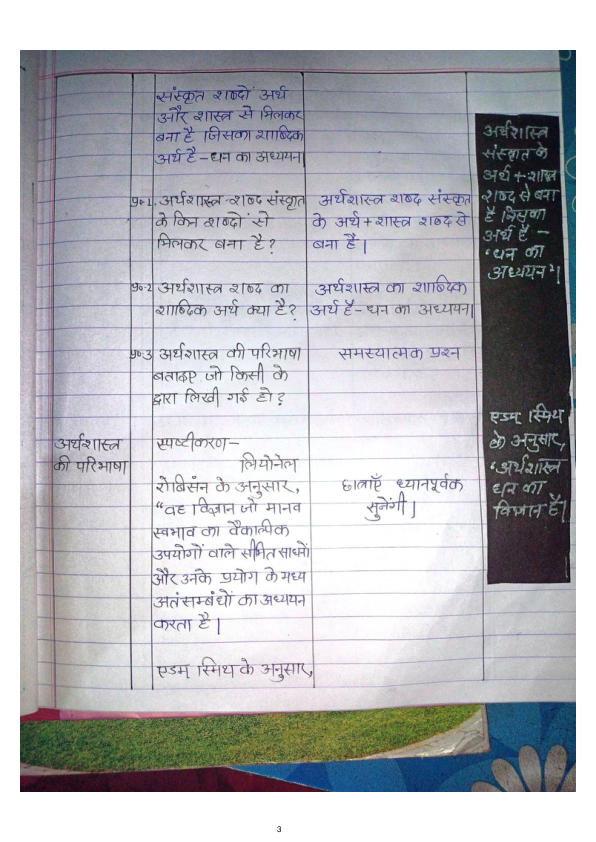 संस्कृत शब्दों अर्थ
और शास्त्र से मिलकर
बना है जिसका शाब्दिक
अर्थ है – धन का अध्ययन।
प्र०1. अर्थशास्त्र-शब्द संस्कृत
के किन शब्दों से
मिलकर बना है?
अर्थशास्त्र शब्द संस्कृत
के अर्थ + शास्त्र शब्द से
बना है।
प्र०2 अर्थशास्त्र शब्द का
शाब्दिक अर्थ क्या है?
अर्थशास्त्र का शाब्दिक
अर्थ है – धन का अध्ययन।
प्र०3 अर्थशास्त्र की परिभाषा
बताइए जो किसी के
द्वारा लिखी गई हो?
समस्यात्मक प्रश्न
अर्थशास्त्र
की परिभाषा
स्पष्टीकरण –
लियोनेल
रोबिसंन के अनुसार,
"वह विज्ञान जो मानव
स्वभाव का वैकल्पिक
उपयोगों वाले सीमित साधनों
और उनके प्रयोग के मध्य
अतंसम्बंधों का अध्ययन
करता है।
छात्राएँ ध्यानपूर्वक
सुनेंगी।
एडम स्मिथ के अनुसार,
अर्थशास्त्र
संस्कृत के
अर्थ + शास्त्र
शब्द से बना
है जिसका
अर्थ है –
"धन का
अध्ययन"।
एडम स्मिथ
के अनुसार,
"अर्थशास्त्र
धन का
विज्ञान है।
3